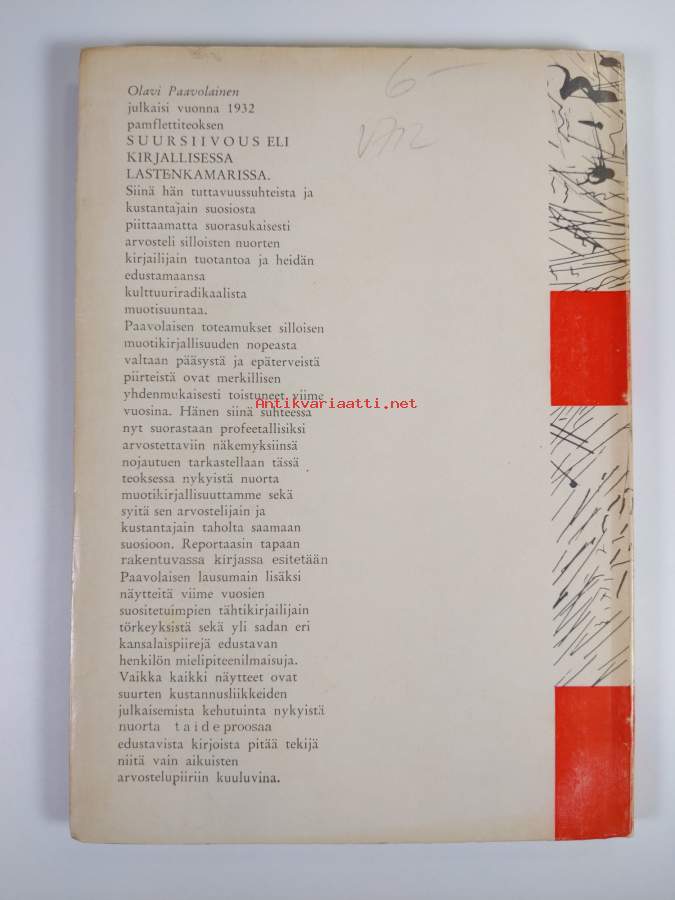 Olavi Paavolainen
julkaisi vuonna 1932
pamflettiteoksen
SUURSIIVOUS ELI
KIRJALLISESSA
LASTENKAMARISSA.
Siinä hän tuttavuussuhteista ja
kustantajain suosiosta
piittaamatta suorasukaisesti
arvosteli silloisten nuorten
kirjailijain tuotantoa ja heidän
edustamaansa
kulttuuriradikaalista
muotisuuntaa.
Paavolaisen toteamukset silloisen
muotikirjallisuuden nopeasta
valtaan pääsystä ja epäterveistä
piirteistä ovat merkillisen
yhdenmukaisesti toistuneet viime
vuosina. Hänen siinä suhteessa
nyt suorastaan profeetallisiksi
arvostettaviin näkemyksiinsä
nojautuen tarkastellaan tässä
teoksessa nykyistä nuorta
muotikirjallisuuttamme sekä
syitä sen arvostelijain ja
kustantajain taholta saamaan
suosioon. Reportaasin tapaan
rakentuvassa kirjassa esitetään
Paavolaisen lausumain lisäksi
näytteitä viime vuosien
suositetuimpien tähtikirjailijain
törkeyksistä sekä yli sadan eri
kansalaispiirejä edustavan
henkilön mielipiteenilmaisuja.
Vaikka kaikki näytteet ovat
suurten kustannusliikkeiden
julkaisemista kehutuinta nykyistä
nuorta taideproosaa
edustavista kirjoista pitää tekijä
niitä vain aikuisten
arvostelupiiriin kuuluvina.
6-
Antikvariaatti.net